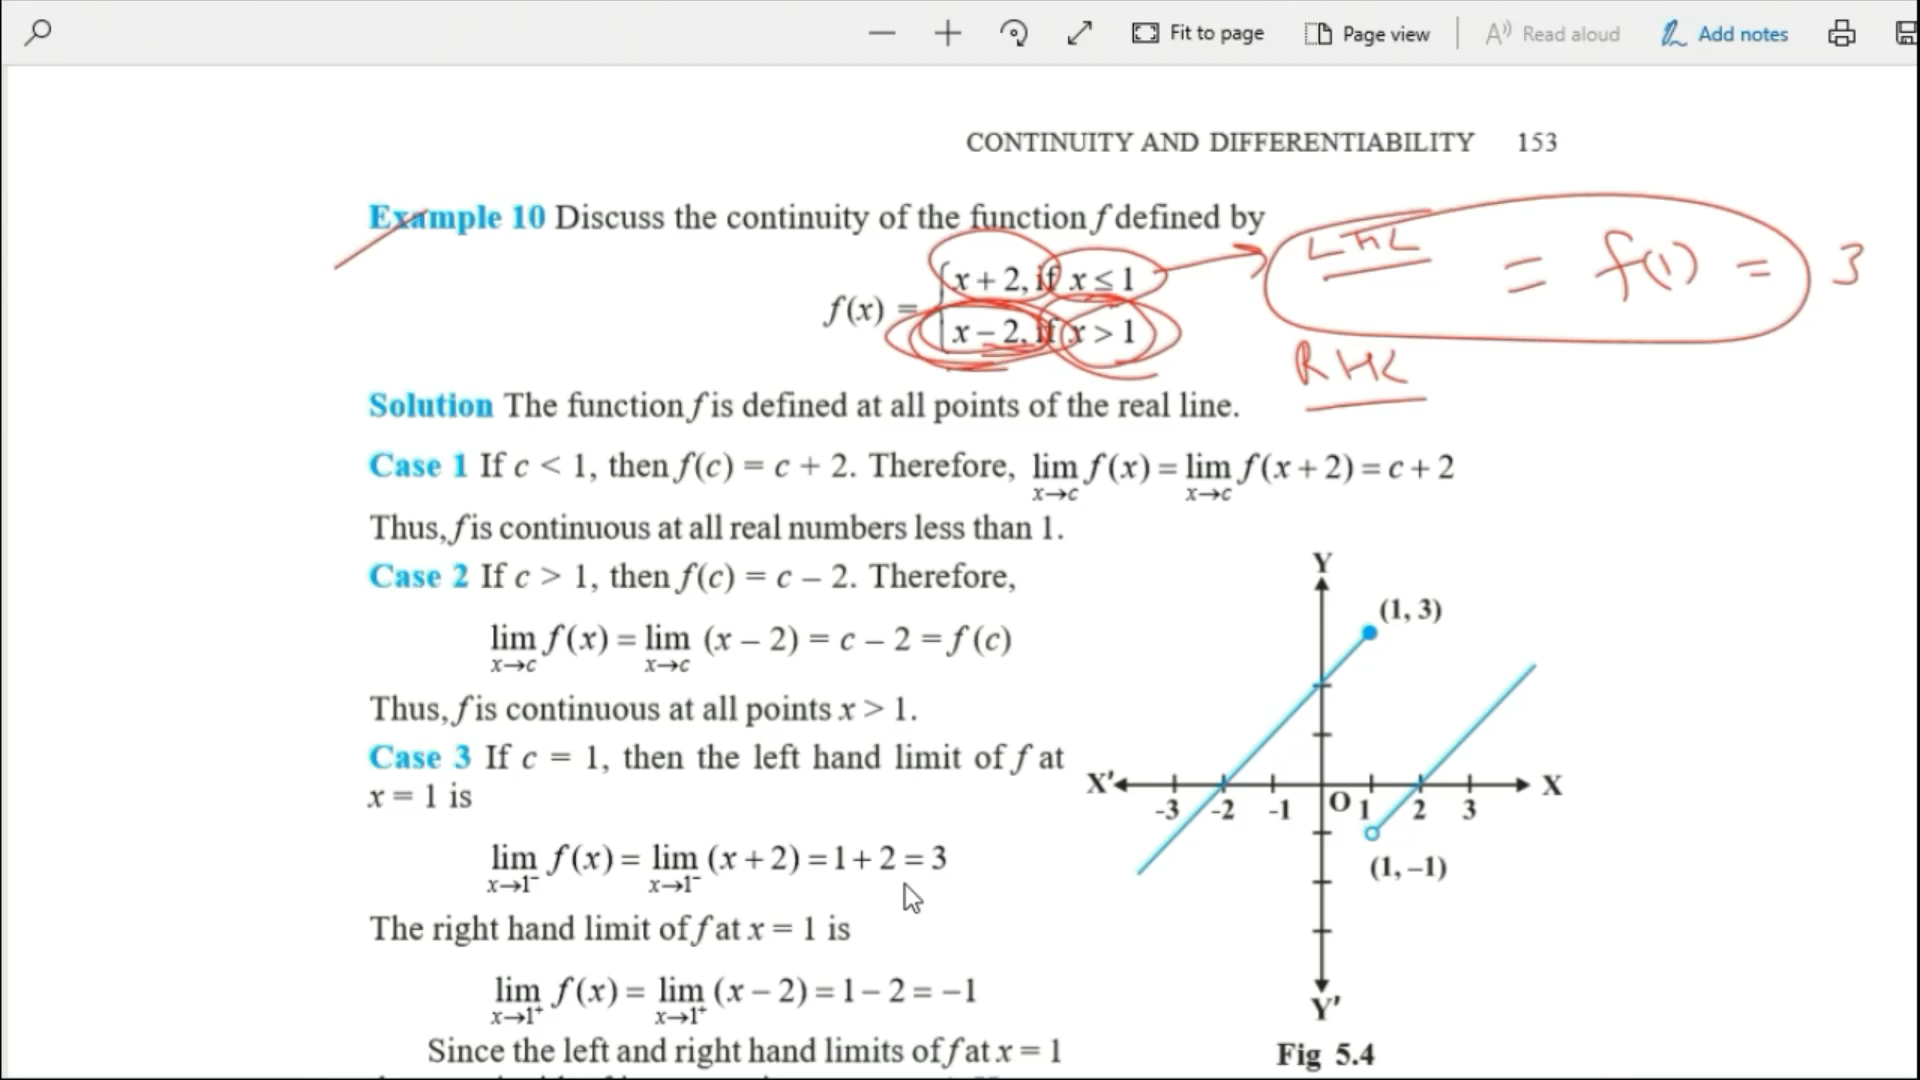 Fit to page Page view Read aloud Add notes
CONTINUITY AND DIFFERENTIABILITY 153
Example 10 Discuss the continuity of the function f defined by
f(x) = { x + 2, if x ≤ 1
x − 2, if x > 1
LHL = f(1) = 3
RHL
Solution The function f is defined at all points of the real line.
Case 1 If c < 1, then f(c) = c + 2. Therefore, lim x→c f(x) = lim x→c f(x + 2) = c + 2
Thus, f is continuous at all real numbers less than 1.
Case 2 If c > 1, then f(c) = c – 2. Therefore,
lim x→c f(x) = lim x→c (x – 2) = c – 2 = f(c)
Thus, f is continuous at all points x > 1.
Case 3 If c = 1, then the left hand limit of f at
x = 1 is
lim x→1⁻ f(x) = lim x→1⁻ (x + 2) = 1 + 2 = 3
The right hand limit of f at x = 1 is
lim x→1⁺ f(x) = lim x→1⁺ (x − 2) = 1 − 2 = −1
Since the left and right hand limits of f at x = 1
Y
(1, 3)
X' X
-3 -2 -1 O 1 2 3
(1, –1)
Y'
Fig 5.4